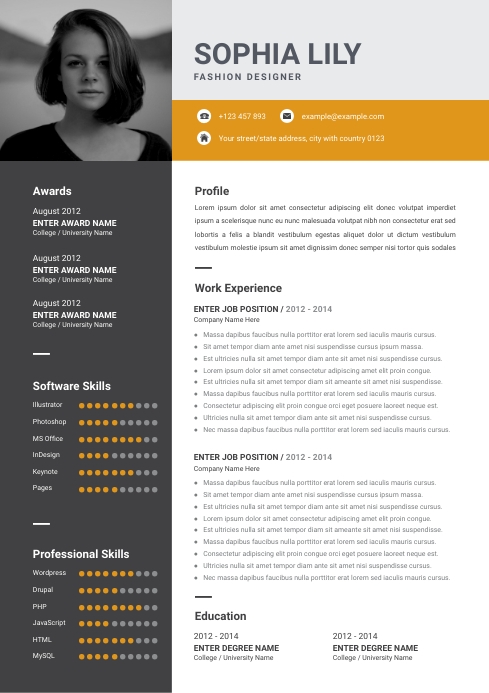 SOPHIA LILY
FASHION DESIGNER
+123 457 893
example@example.com
Your street/state address, city with country 0123
Awards
August 2012
ENTER AWARD NAME
College / University Name
August 2012
ENTER AWARD NAME
College / University Name
August 2012
ENTER AWARD NAME
College / University Name
Software Skills
Illustrator
Photoshop
MS Office
InDesign
Keynote
Pages
Professional Skills
Wordpress
Drupal
PHP
JavaScript
HTML
MySQL
Profile
Lorem ipsum dolor sit amet consectetur adipiscing elit donec volutpat imperdiet
ipsum a scelerisque nunc eu nunc malesuada volutpat nibh non consectetur erat sed
lobortis a felis a blandit vestibulum egestas aliquet dolor ut dictum vestibulum
vestibulum molestie ipsum sit amet dignissim donec semper nisi tortor quis sodales
Work Experience
ENTER JOB POSITION / 2012 - 2014
Company Name Here
Massa dapibus faucibus nulla porttitor erat lorem sed iaculis mauris cursus.
Sit amet tempor diam ante amet nisi suspendisse cursus ipsum massa.
Est ultricies nulla sit amet tempor diam ante sit amet nisi suspendisse cursus.
Lorem ipsum dolor sit amet consectetur amet elit proin congue.
Est ultricies nulla sit amet tempor diam sit ameante sit amet nisi suspendisse.
Massa dapibus faucibus nulla porttitor erat lorem sed mauris cursus.
Consectetur adipiscing elit proin congue cursus ipsum laoreet neque est.
Ultricies nulla sit amet tempor diam ante sit amet nisi cursus.
Nec massa dapibus faucibus nulla porttitor erat lorem sed iaculis mauris cursus.
ENTER JOB POSITION / 2012 - 2014
Company Name Here
Massa dapibus faucibus nulla porttitor erat lorem sed iaculis mauris cursus.
Sit amet tempor diam ante amet nisi suspendisse cursus ipsum massa.
Est ultricies nulla sit amet tempor diam ante sit amet nisi suspendisse cursus.
Lorem ipsum dolor sit amet consectetur amet elit proin congue.
Est ultricies nulla sit amet tempor diam sit ameante sit amet nisi suspendisse.
Massa dapibus faucibus nulla porttitor erat lorem sed mauris cursus.
Consectetur adipiscing elit proin congue cursus ipsum laoreet neque est.
Ultricies nulla sit amet tempor diam ante sit amet nisi cursus.
Nec massa dapibus faucibus nulla porttitor erat lorem sed iaculis mauris cursus.
Education
2012 - 2014
ENTER DEGREE NAME
College / University Name
2012 - 2014
ENTER DEGREE NAME
College / University Name